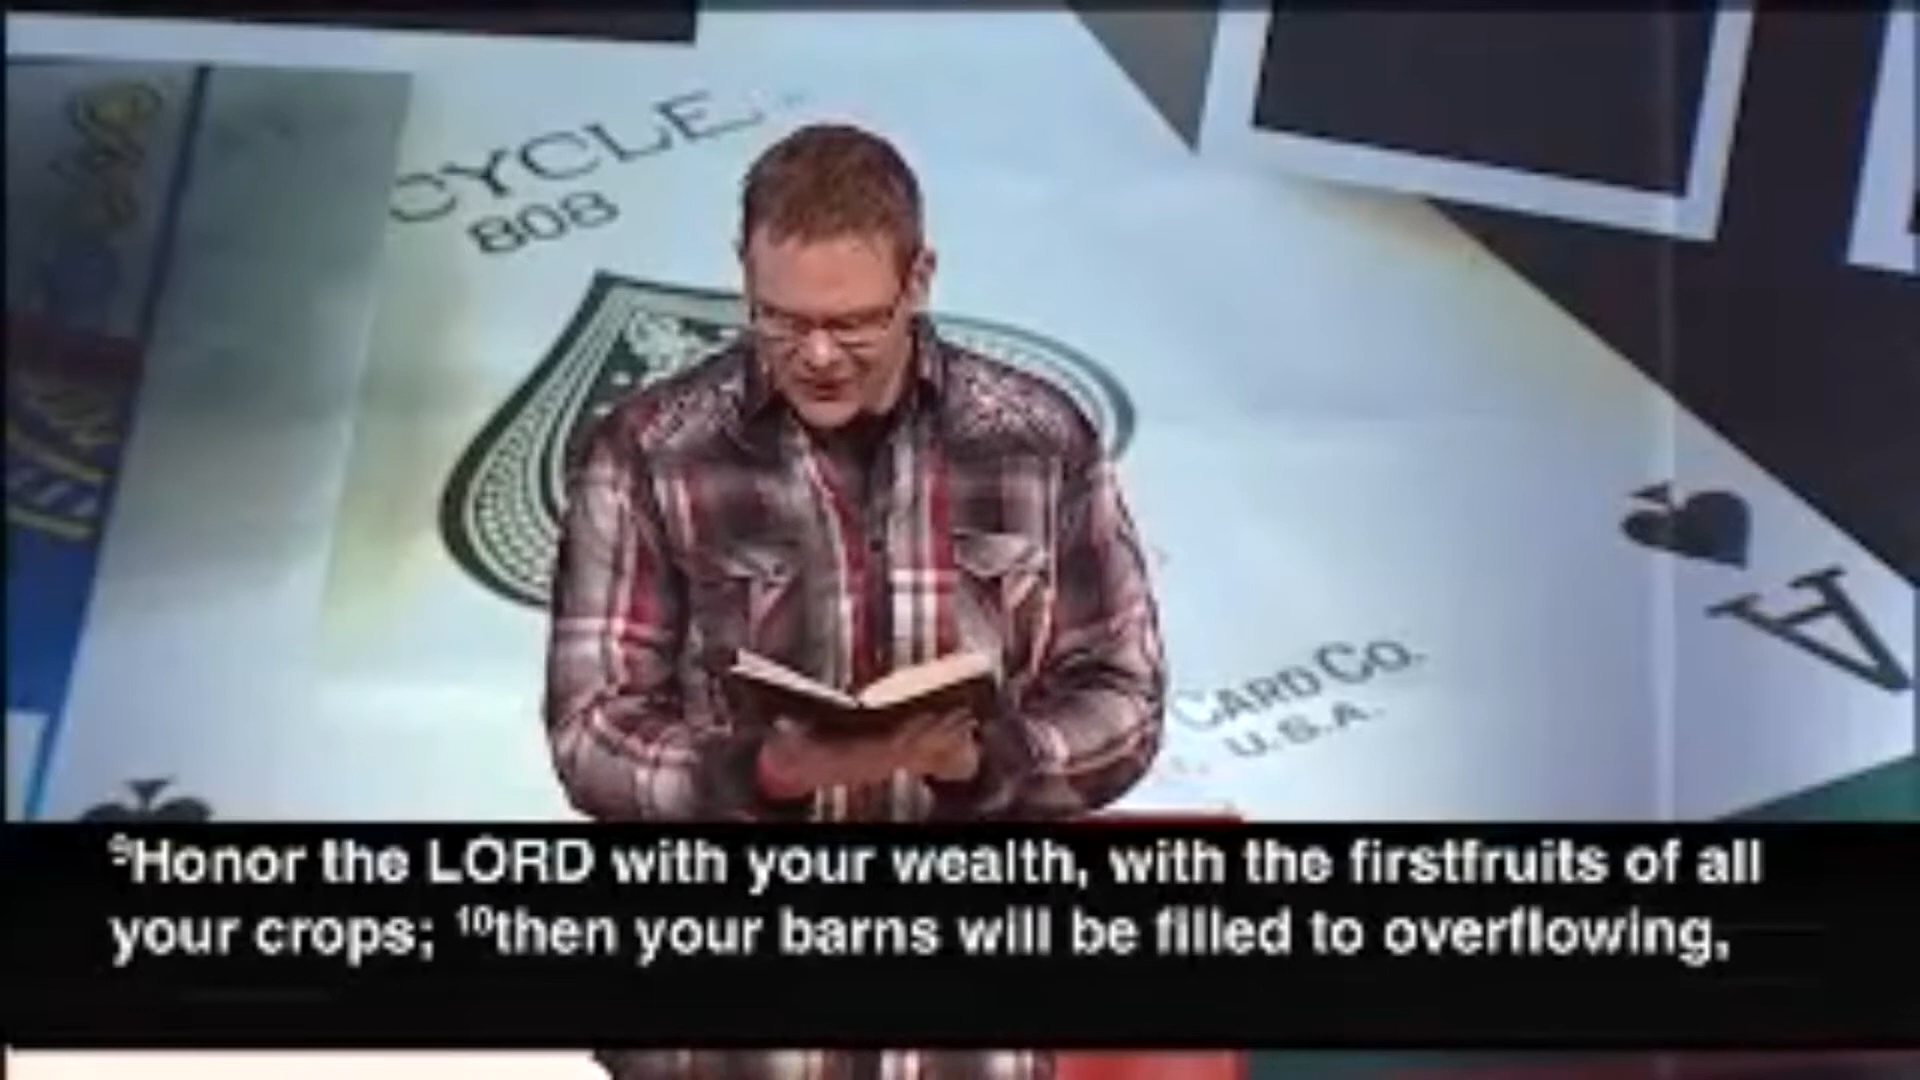 CYCLE
808
CARD CO.
U.S.A.
A
⁹Honor the LORD with your wealth, with the firstfruits of all
your crops; ¹⁰then your barns will be filled to overflowing,